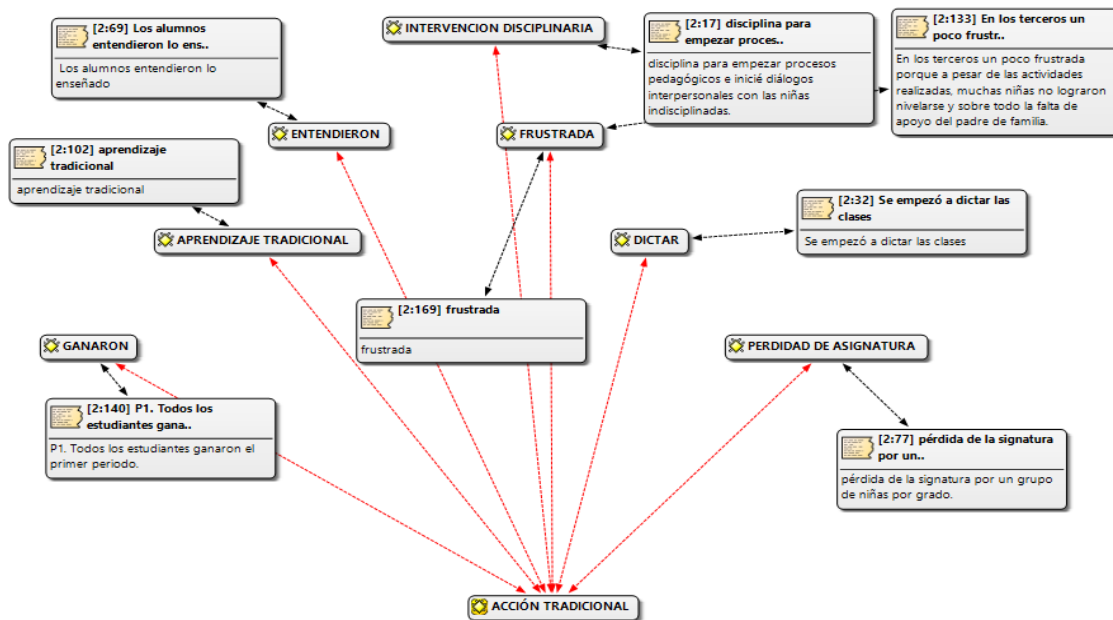 [2:69] Los alumnos
entendieron lo ens..
Los alumnos entendieron lo
enseñado
INTERVENCION DISCIPLINARIA
[2:17] disciplina para
empezar proces..
disciplina para empezar procesos
pedagógicos e inicié diálogos
interpersonales con las niñas
indisciplinadas.
[2:133] En los terceros un
poco frustr..
En los terceros un poco frustrada
porque a pesar de las actividades
realizadas, muchas niñas no lograron
nivelarse y sobre todo la falta de
apoyo del padre de familia.
ENTENDIERON
FRUSTRADA
[2:102] aprendizaje
tradicional
aprendizaje tradicional
[2:32] Se empezó a dictar las
clases
Se empezó a dictar las clases
APRENDIZAJE TRADICIONAL
DICTAR
[2:169] frustrada
frustrada
GANARON
PERDIDAD DE ASIGNATURA
[2:140] P1. Todos los
estudiantes gana..
P1. Todos los estudiantes ganaron el
primer periodo.
[2:77] pérdida de la signatura
por un..
pérdida de la signatura por un grupo
de niñas por grado.
ACCIÓN TRADICIONAL